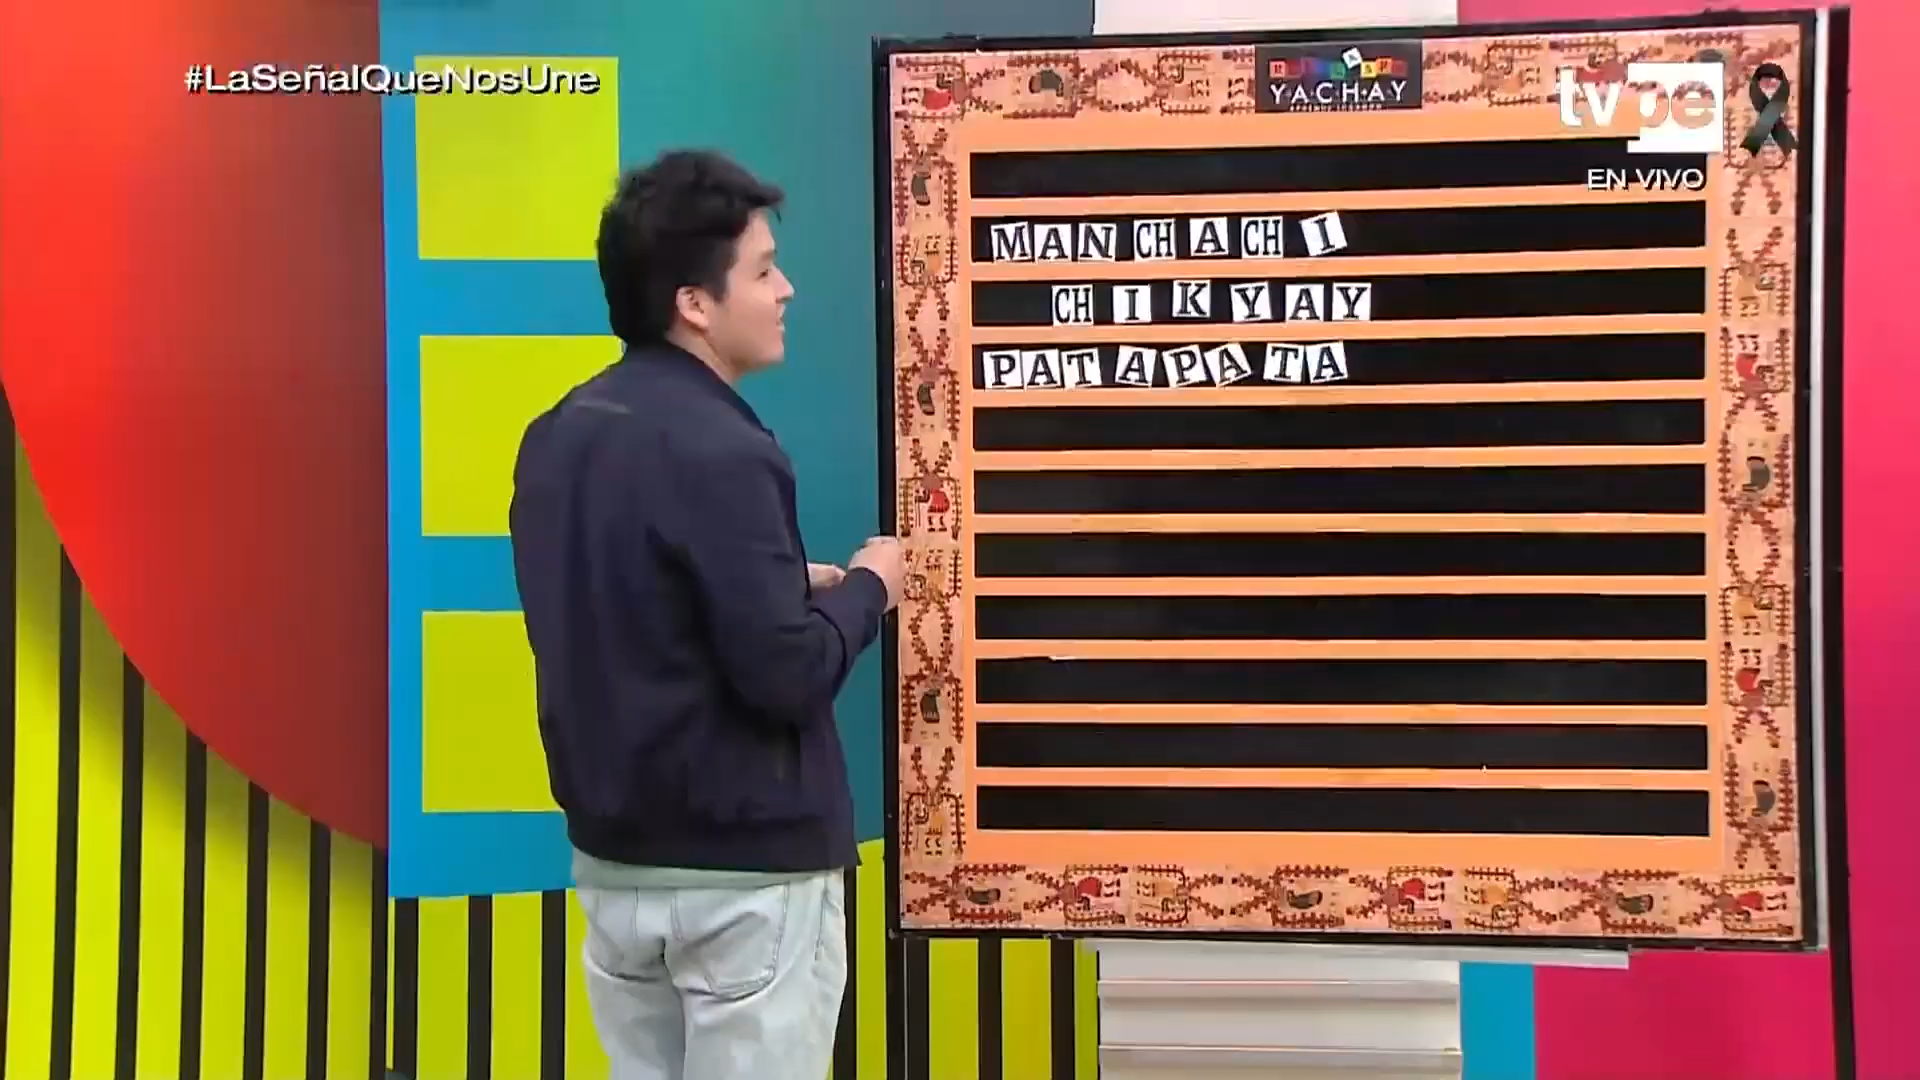 #LaSeñalQueNosUne
YACHAY
tvpe
EN VIVO
MANCHACHI
CHIKYAY
PATAPATA